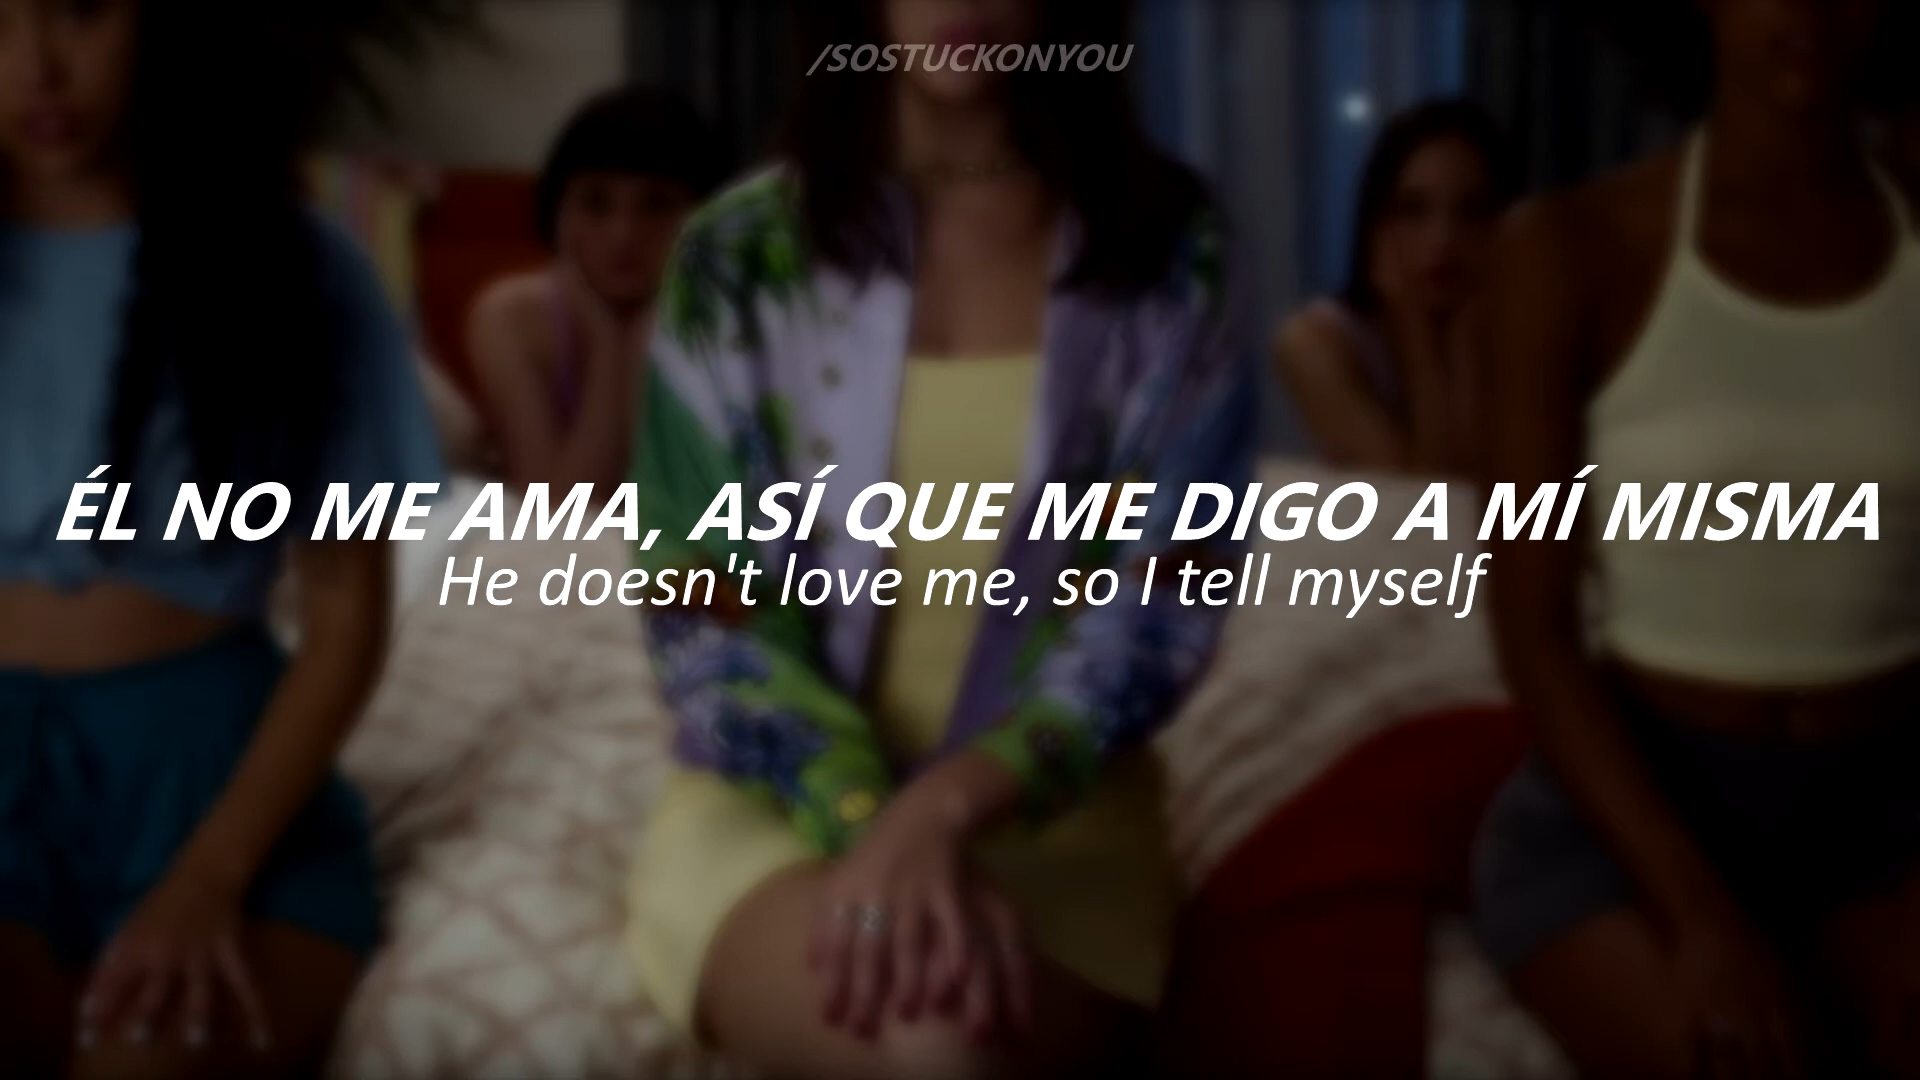 /SOSTUCKONYOU
ÉL NO ME AMA, ASÍ QUE ME DIGO A MÍ MISMA
He doesn't love me, so I tell myself